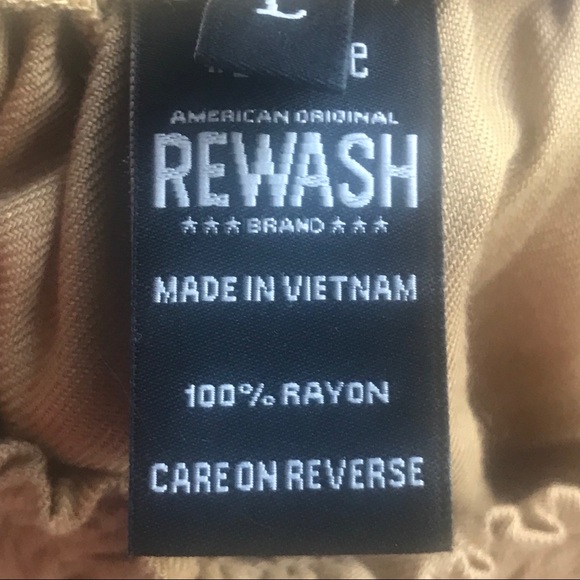 L
AMERICAN ORIGINAL
REWASH
★★★BRAND★★★
MADE IN VIETNAM
100% RAYON
CARE ON REVERSE